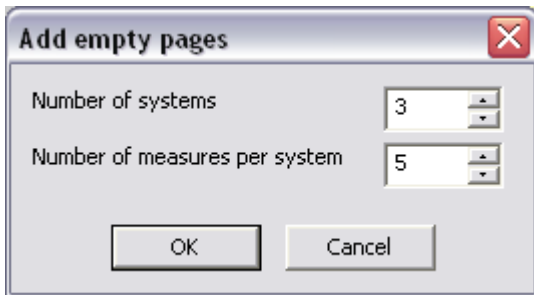 Add empty pages
Number of systems 3
Number of measures per system 5
OK Cancel